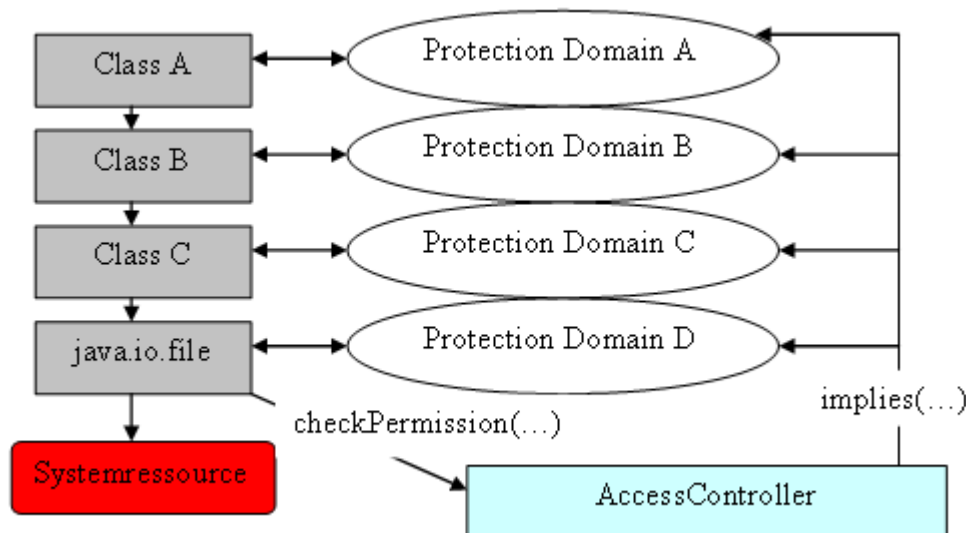 Class A
Protection Domain A
Class B
Protection Domain B
Class C
Protection Domain C
java.io.file
Protection Domain D
implies(...)
checkPermission(...)
Systemressource
AccessController